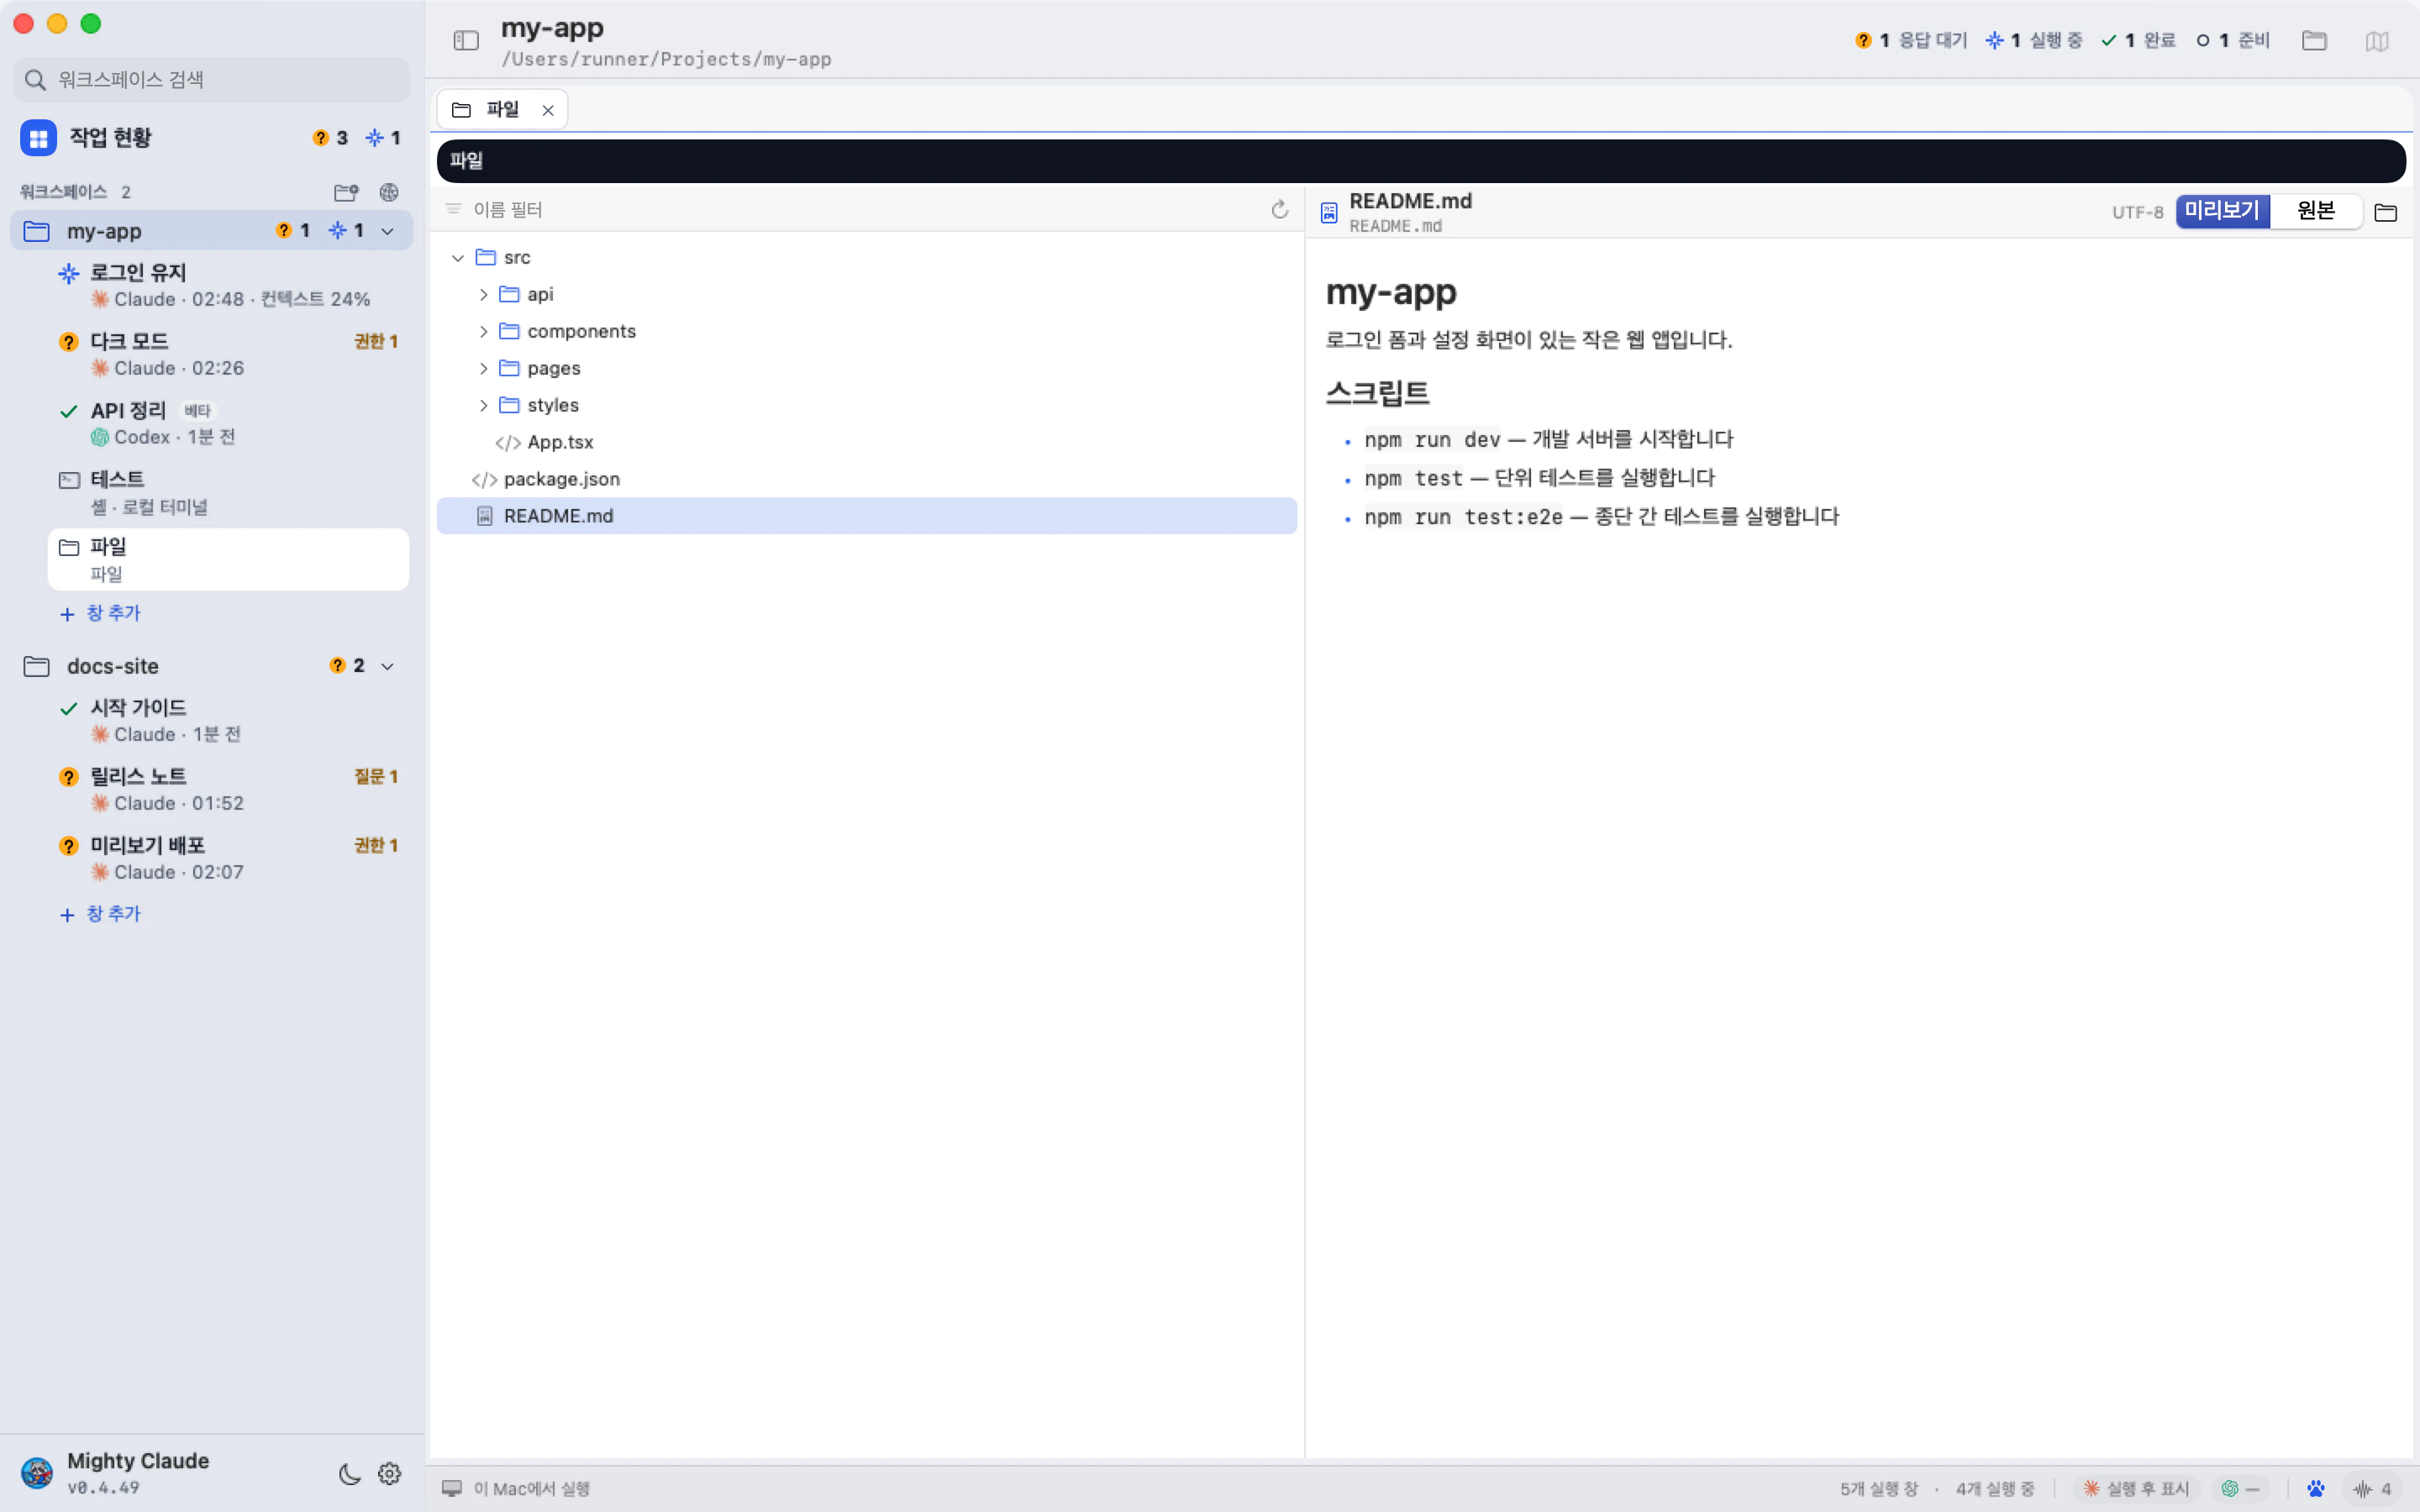 my-app
/Users/runner/Projects/my-app
1 응답 대기 1 실행 중 1 완료 1 준비
워크스페이스 검색
작업 현황 3 1
워크스페이스 2
my-app 1 1
로그인 유지
Claude · 02:48 · 컨텍스트 24%
다크 모드 권한 1
Claude · 02:26
API 정리 베타
Codex · 1분 전
테스트
셸 · 로컬 터미널
파일
파일
+ 창 추가
docs-site 2
시작 가이드
Claude · 1분 전
릴리스 노트 질문 1
Claude · 01:52
미리보기 배포 권한 1
Claude · 02:07
+ 창 추가
Mighty Claude
v0.4.49
파일
파일
이름 필터
src
api
components
pages
styles
</> App.tsx
</> package.json
README.md
README.md
README.md
UTF-8 미리보기 원본
my-app
로그인 폼과 설정 화면이 있는 작은 웹 앱입니다.
스크립트
• npm run dev — 개발 서버를 시작합니다
• npm test — 단위 테스트를 실행합니다
• npm run test:e2e — 종단 간 테스트를 실행합니다
이 Mac에서 실행
5개 실행 창 · 4개 실행 중 실행 후 표시 — 4